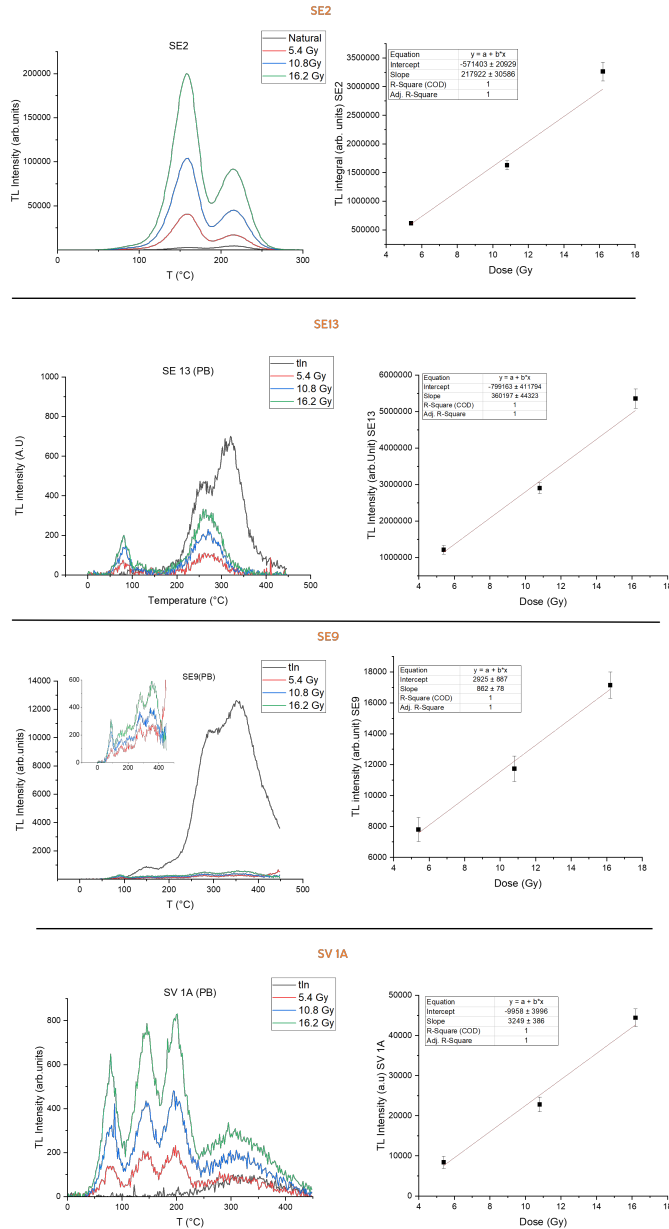 SE2
SE2
Natural
5.4 Gy
10.8Gy
16.2 Gy
TL Intensity (arb.units)
200000
150000
100000
50000
0
0 100 200 300
T (°C)
Equation y = a + b*x
Intercept -571403 ± 20929
Slope 217922 ± 30586
R-Square (COD) 1
Adj. R-Square 1
TL integral (arb. units) SE2
3500000
3000000
2500000
2000000
1500000
1000000
500000
4 6 8 10 12 14 16 18
Dose (Gy
SE13
SE 13 (PB)
tln
5.4 Gy
10.8 Gy
16.2 Gy
TL intensity (A.U)
1000
800
600
400
200
0
0 100 200 300 400 500
Temperature (°C)
Equation y = a + b*x
Intercept -799163 ± 411794
Slope 360197 ± 44323
R-Square (COD) 1
Adj. R-Square 1
TL Intensity (arb.Unit) SE13
6000000
5000000
4000000
3000000
2000000
1000000
4 6 8 10 12 14 16 18
Dose (Gy)
SE9
SE9(PB)
tln
5.4 Gy
10.8 Gy
16.2 Gy
TL Intensity (arb.units)
14000
12000
10000
8000
6000
4000
2000
600
400
200
0
0 200 400
0 100 200 300 400 500
T (°C)
Equation y = a + b*x
Intercept 2925 ± 887
Slope 862 ± 78
R-Square (COD) 1
Adj. R-Square 1
TL intensity (arb.unit) SE9
18000
16000
14000
12000
10000
8000
6000
4 6 8 10 12 14 16 18
Dose (Gy)
SV 1A
SV 1A (PB)
tln
5.4 Gy
10.8 Gy
16.2 Gy
TL Intensity (arb.units)
800
600
400
200
0
0 100 200 300 400
T (°C)
Equation y = a + b*x
Intercept -9958 ± 3996
Slope 3249 ± 386
R-Square (COD) 1
Adj. R-Square 1
TL Intensity (a.u) SV 1A
50000
40000
30000
20000
10000
0
4 6 8 10 12 14 16 18
Dose (Gy)